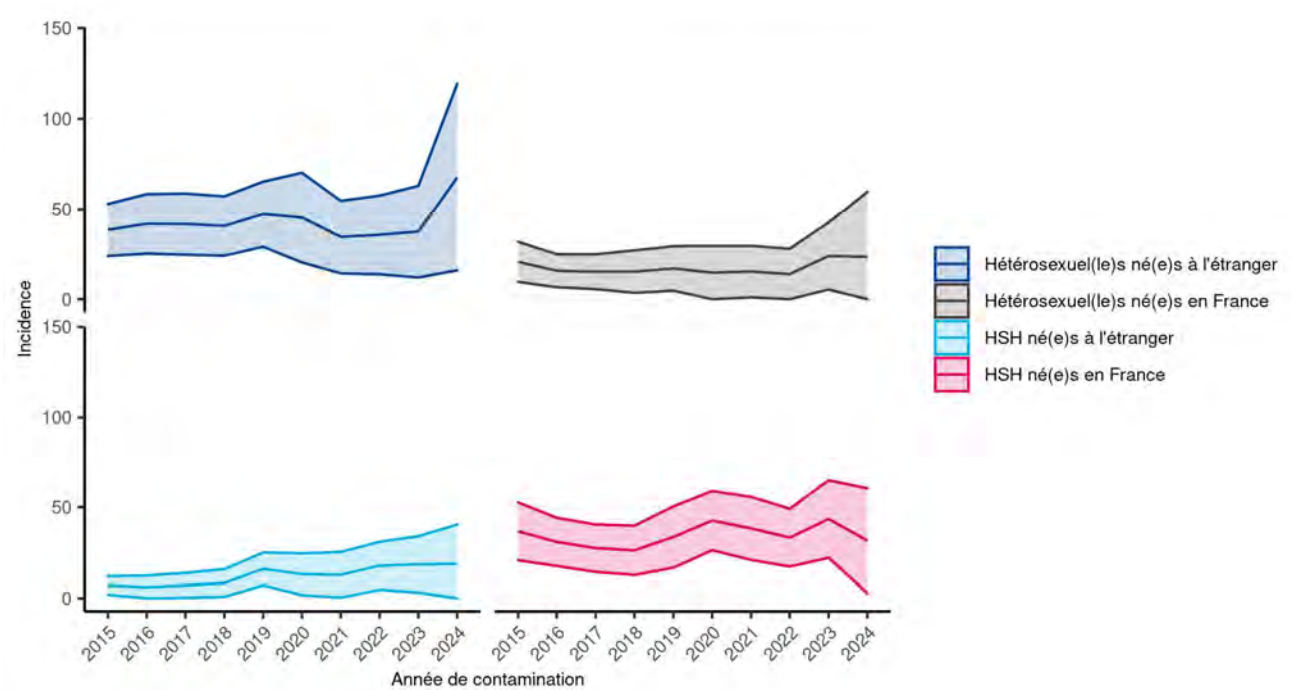 150
100
50
0
150
100
50
0
Incidence
2015 2016 2017 2018 2019 2020 2021 2022 2023 2024
2015 2016 2017 2018 2019 2020 2021 2022 2023 2024
Année de contamination
Hétérosexuel(le)s né(e)s à l'étranger
Hétérosexuel(le)s né(e)s en France
HSH né(e)s à l'étranger
HSH né(e)s en France